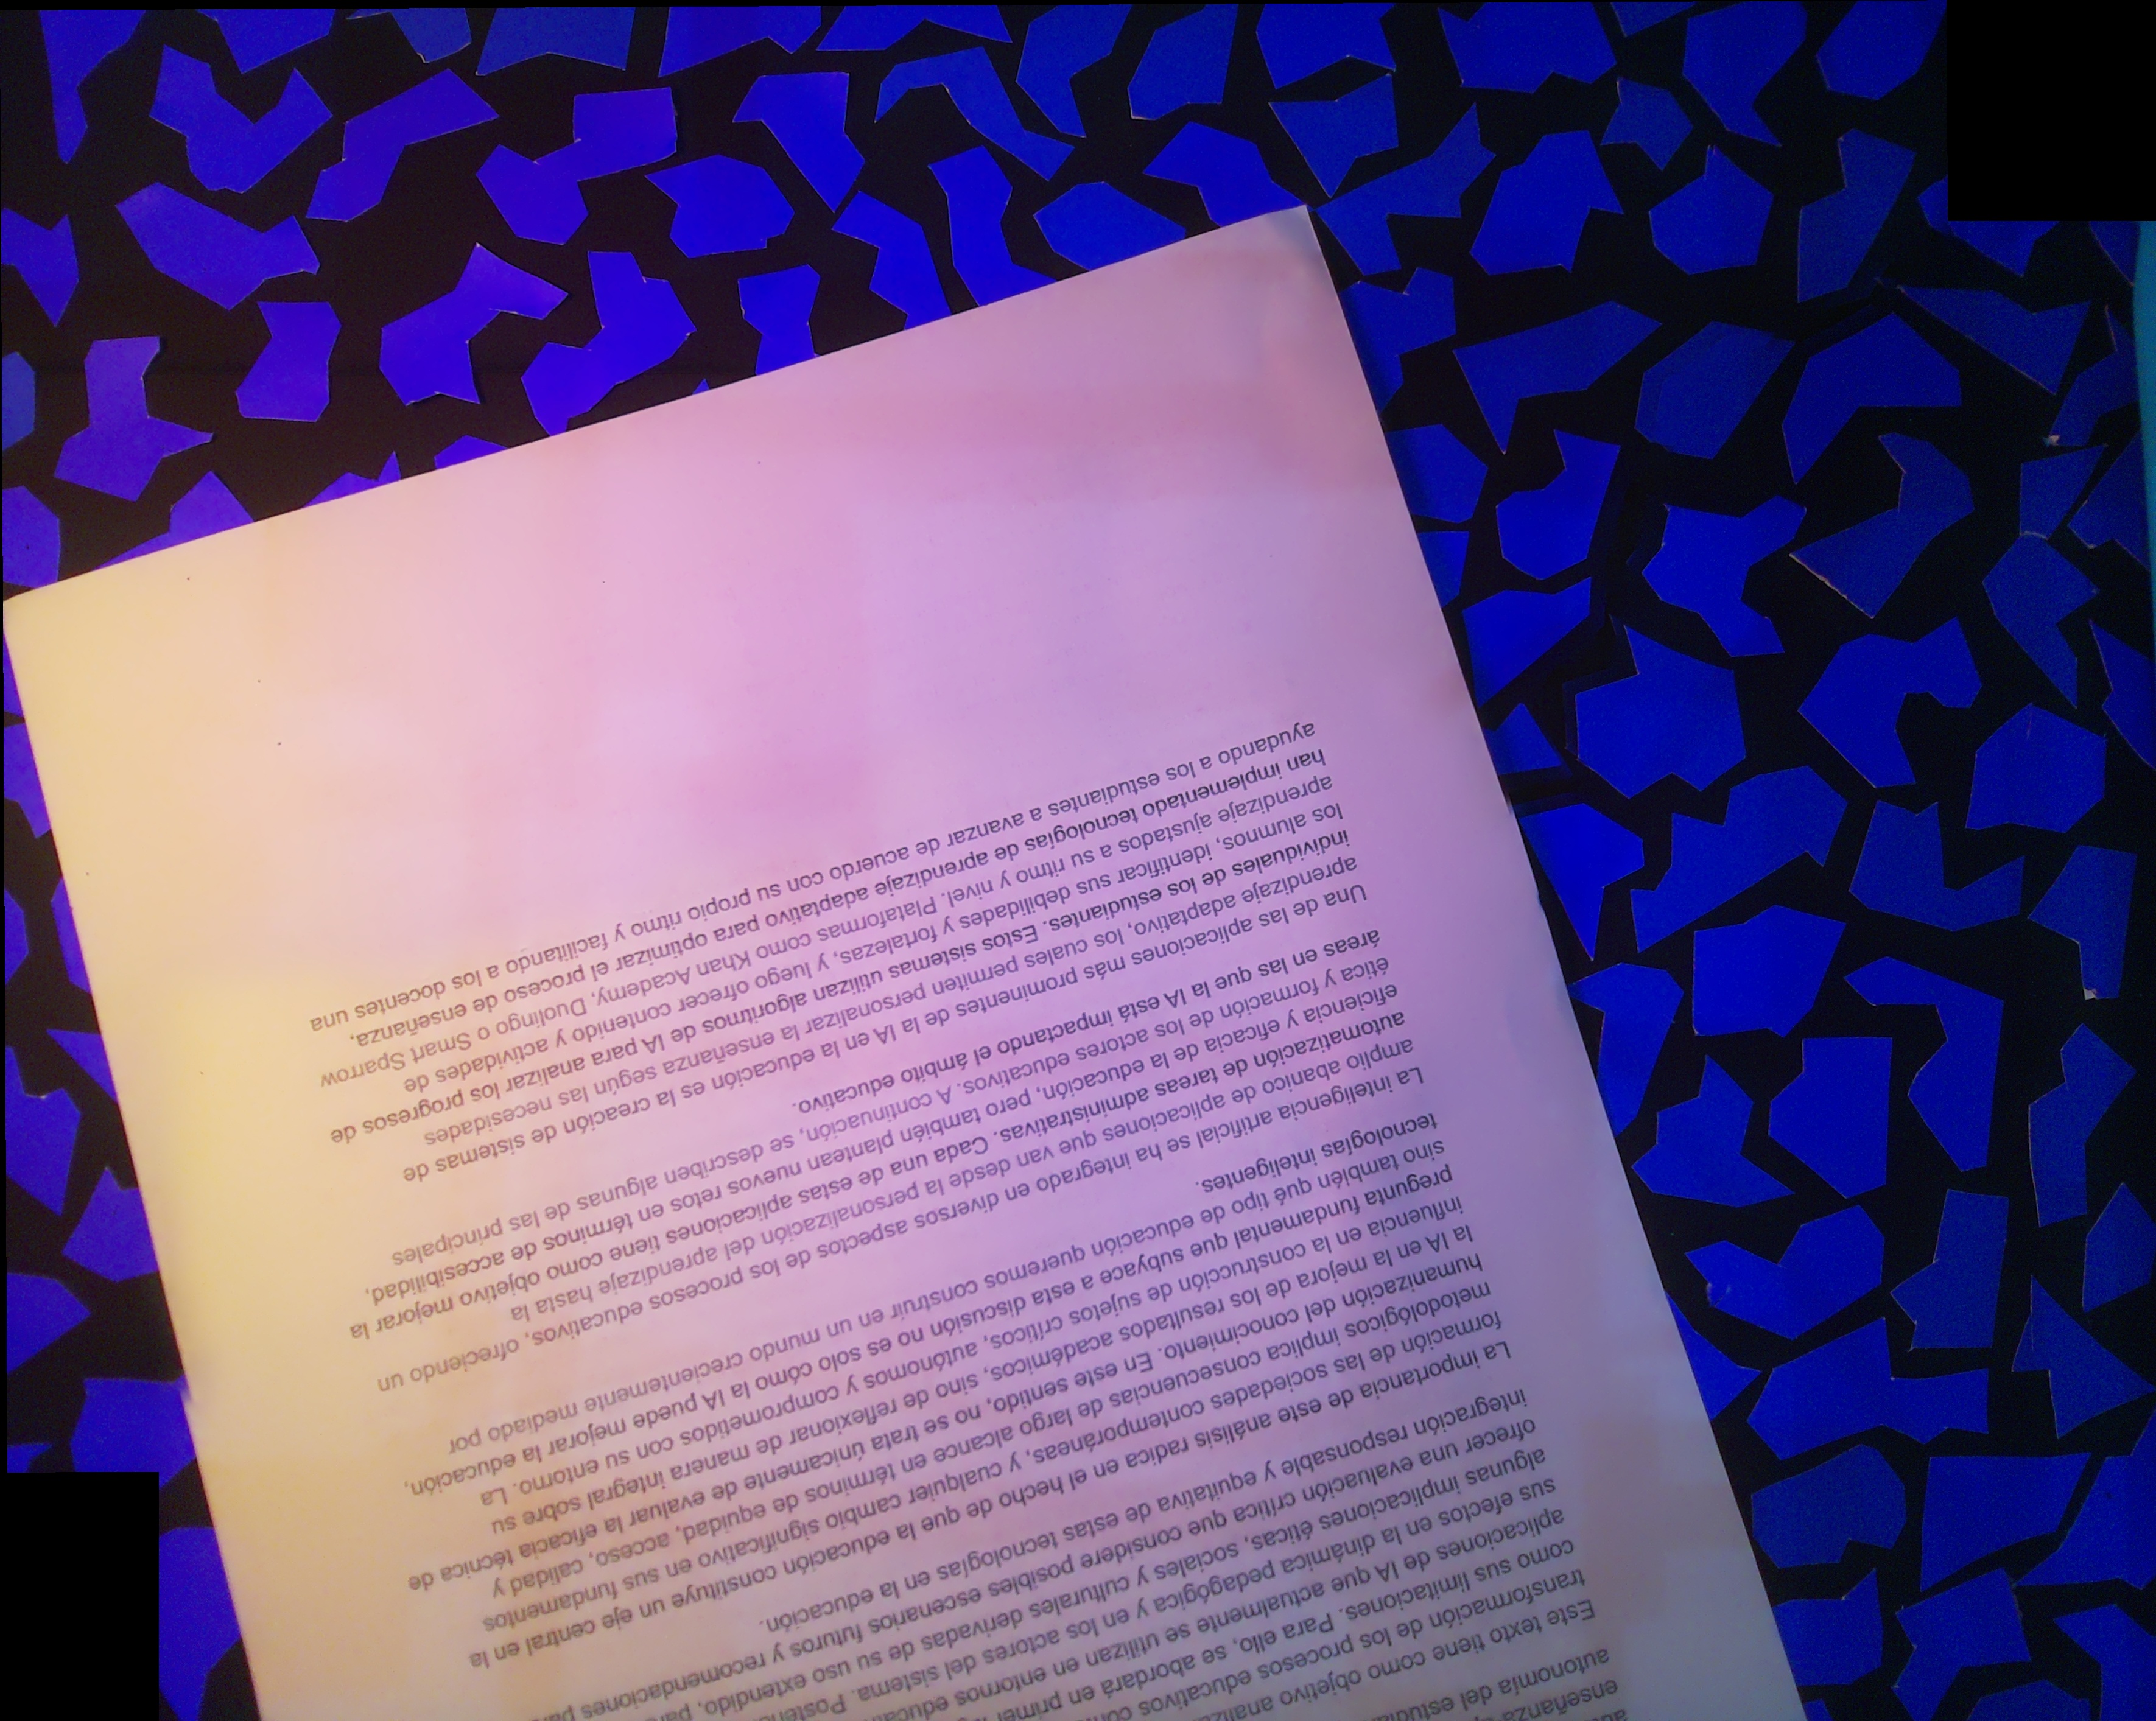 enseñanza
autonomía del
Este texto tiene como objetivo
transformación de los procesos educativos
como sus limitaciones. Para ello, se abordará en primer
aplicaciones de IA que actualmente se utilizan en entornos
sus efectos en la dinámica pedagógica y en los actores del sistema.
algunas implicaciones éticas, sociales y culturales derivadas de su uso extendido,
ofrecer una evaluación crítica que considere posibles escenarios futuros y recomendaciones
integración responsable y equitativa de estas tecnologías en la educación.
La importancia de este análisis radica en el hecho de que la educación constituye un eje central en la
formación de las sociedades contemporáneas, y cualquier cambio significativo en sus fundamentos
metodológicos implica consecuencias de largo alcance en términos de equidad, acceso, calidad y
humanización del conocimiento. En este sentido, no se trata únicamente de evaluar la eficacia técnica de
la IA en la mejora de los resultados académicos, sino de reflexionar de manera integral sobre su
influencia en la construcción de sujetos críticos, autónomos y comprometidos con su entorno. La
pregunta fundamental que subyace a esta discusión no es solo cómo la IA puede mejorar la educación,
sino también qué tipo de educación queremos construir en un mundo crecientemente mediado por
tecnologías inteligentes.
La inteligencia artificial se ha integrado en diversos aspectos de los procesos educativos, ofreciendo un
amplio abanico de aplicaciones que van desde la personalización del aprendizaje hasta la
automatización de tareas administrativas. Cada una de estas aplicaciones tiene como objetivo mejorar la
eficiencia y eficacia de la educación, pero también plantean nuevos retos en términos de accesibilidad,
ética y formación de los actores educativos. A continuación, se describen algunas de las principales
áreas en las que la IA está impactando el ámbito educativo.
Una de las aplicaciones más prominentes de la IA en la educación es la creación de sistemas de
aprendizaje adaptativo, los cuales permiten personalizar la enseñanza según las necesidades
individuales de los estudiantes. Estos sistemas utilizan algoritmos de IA para analizar los progresos de
los alumnos, identificar sus debilidades y fortalezas, y luego ofrecer contenido y actividades de
aprendizaje ajustados a su ritmo y nivel. Plataformas como Khan Academy, Duolingo o Smart Sparrow
han implementado tecnologías de aprendizaje adaptativo para optimizar el proceso de enseñanza,
ayudando a los estudiantes a avanzar de acuerdo con su propio ritmo y facilitando a los docentes una